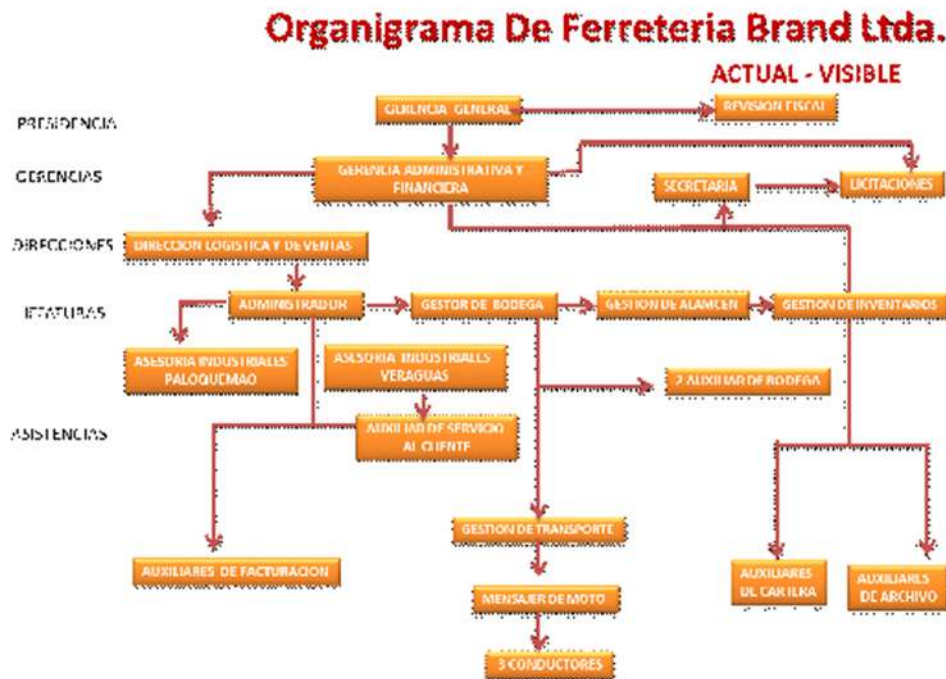 Organigrama De Ferreteria Brand Ltda.
ACTUAL - VISIBLE
PRESIDENCIA
GERENCIA GENERAL
REVISION FISCAL
GERENCIAS
GERENCIA ADMINISTRATIVA Y
FINANCIERA
SECRETARIA
LICITACIONES
DIRECCIONES
DIRECCION LOGISTICA Y DE VENTAS
JEFATURAS
ADMINISTRADOR
GESTOR DE BODEGA
GESTION DE ALAMCEN
GESTION DE INVENTARIOS
ASESORIA INDUSTRIALES
PALOQUEMAO
ASESORIA INDUSTRIALES
VERAGUAS
2 AUXILIAR DE BODEGA
ASISTENCIAS
AUXILIAR DE SERVICIO
AL CLIENTE
GESTION DE TRANSPORTE
AUXILIARES DE FACTURACION
MENSAJER DE MOTO
AUXILIARES
DE CARTERA
AUXILIARES
DE ARCHIVO
3 CONDUCTORES